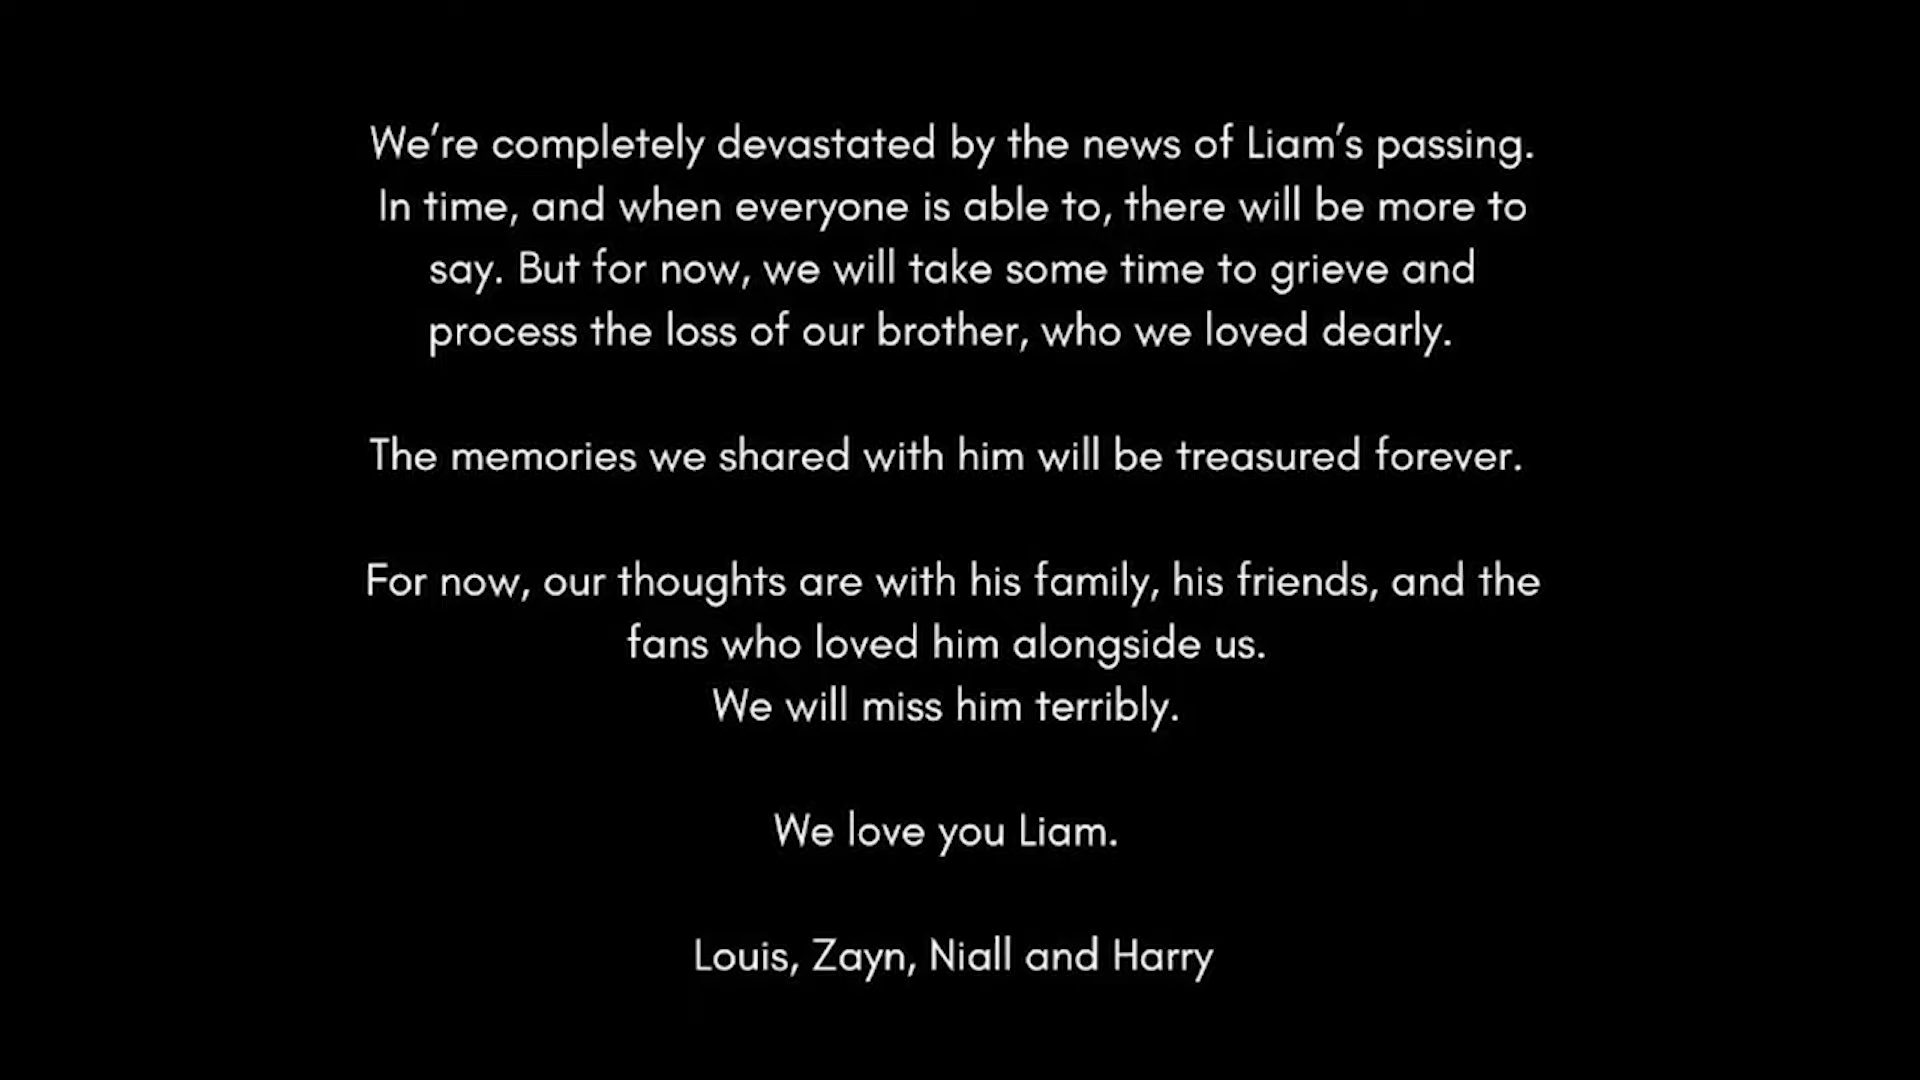 We're completely devastated by the news of Liam's passing.
In time, and when everyone is able to, there will be more to
say. But for now, we will take some time to grieve and
process the loss of our brother, who we loved dearly.
The memories we shared with him will be treasured forever.
For now, our thoughts are with his family, his friends, and the
fans who loved him alongside us.
We will miss him terribly.
We love you Liam.
Louis, Zayn, Niall and Harry